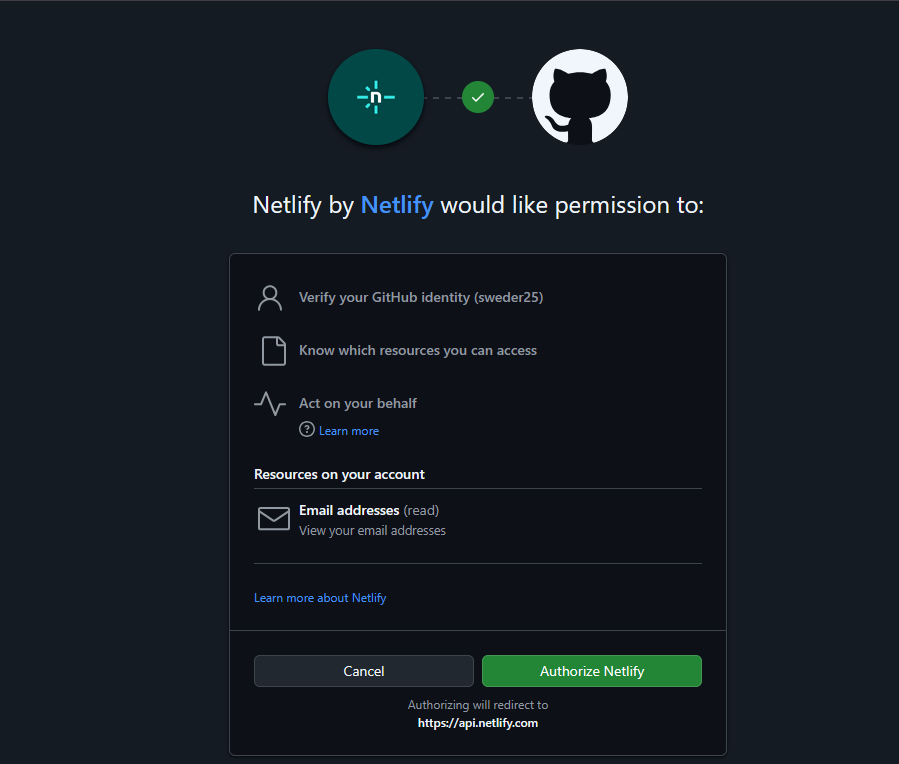 n
Netlify by Netlify would like permission to:
Verify your GitHub identity (sweder25)
Know which resources you can access
Act on your behalf
? Learn more
Resources on your account
Email addresses (read)
View your email addresses
Learn more about Netlify
Cancel
Authorize Netlify
Authorizing will redirect to
https://api.netlify.com